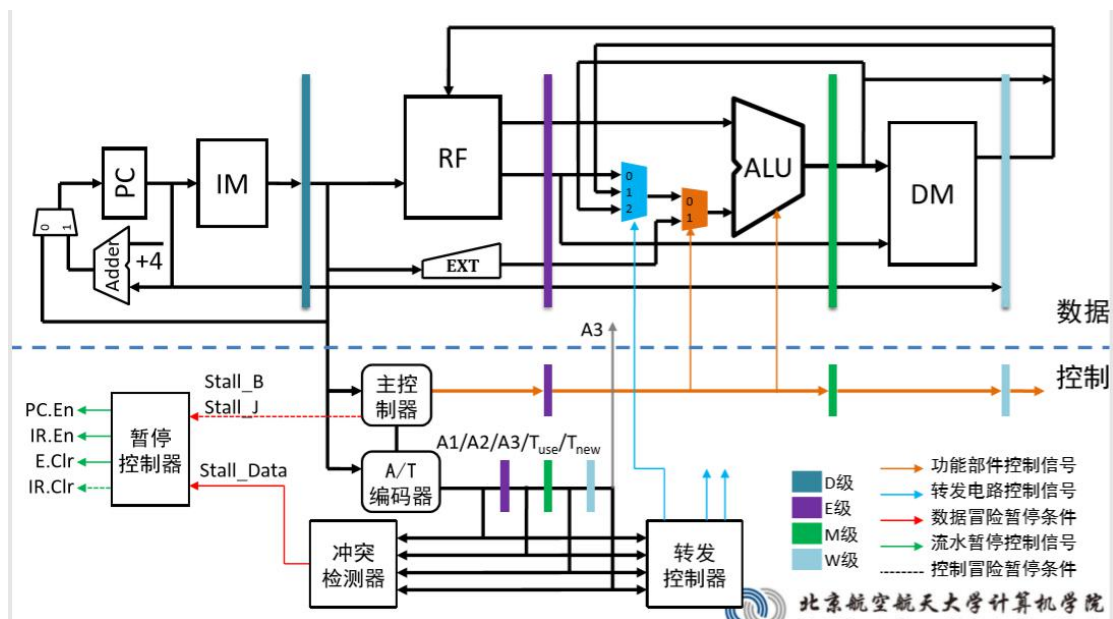 PC
IM
RF
0
1
2
0
1
ALU
DM
0
1
Adder
+4
EXT
A3
数据
控制
Stall_B
Stall_J
主控
制器
PC.En
IR.En
E.Clr
IR.Clr
暂停
控制器
A1/A2/A3/Tuse/Tnew
Stall_Data
A/T
编码器
冲突
检测器
转发
控制器
D级
E级
M级
W级
功能部件控制信号
转发电路控制信号
数据冒险暂停条件
流水暂停控制信号
控制冒险暂停条件
北京航空航天大学计算机学院